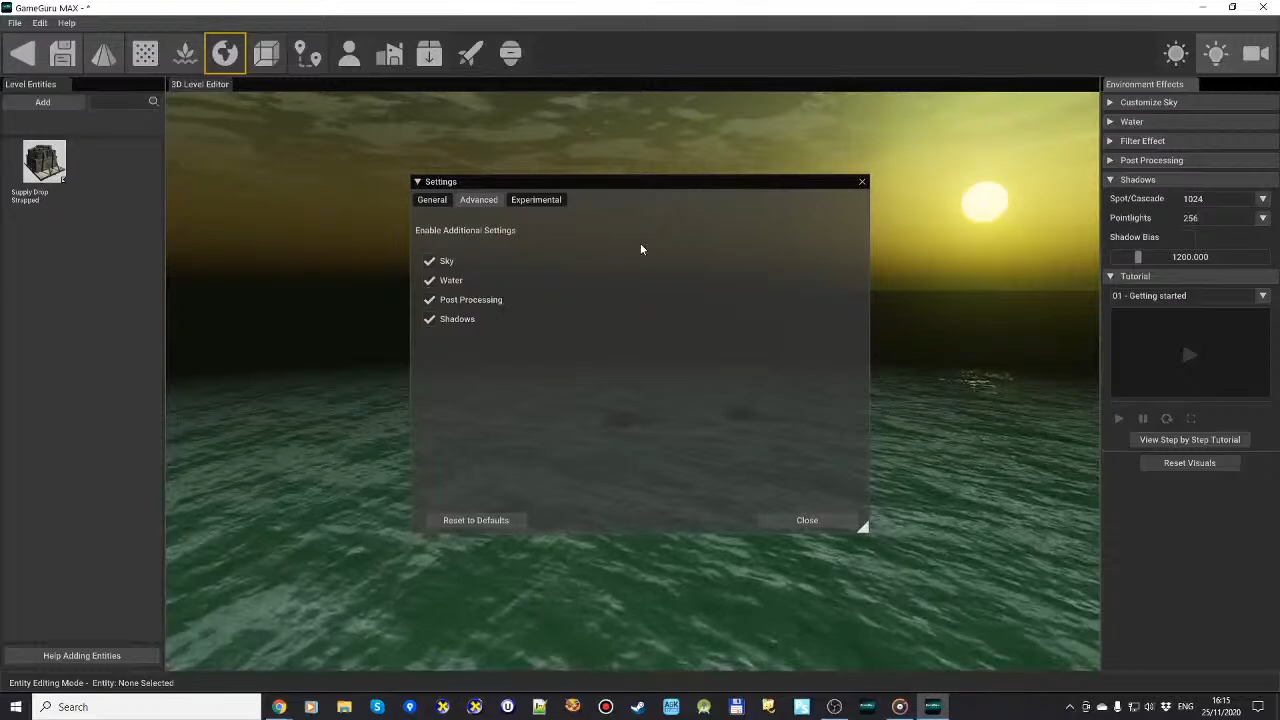 GameGuru MAX - *
File Edit Help
Level Entities
3D Level Editor
Environment Effects
Add
Customize Sky
Water
Filter Effect
Post Processing
Shadows
Spot/Cascade 1024
Pointlights 256
Shadow Bias
1200.000
Tutorial
01 - Getting started
View Step by Step Tutorial
Reset Visuals
Supply Drop
Strapped
Settings
General Advanced Experimental
Enable Additional Settings
Sky
Water
Post Processing
Shadows
Reset to Defaults Close
Help Adding Entities
Entity Editing Mode - Entity: None Selected
Search
ENG
16:15
25/11/2020